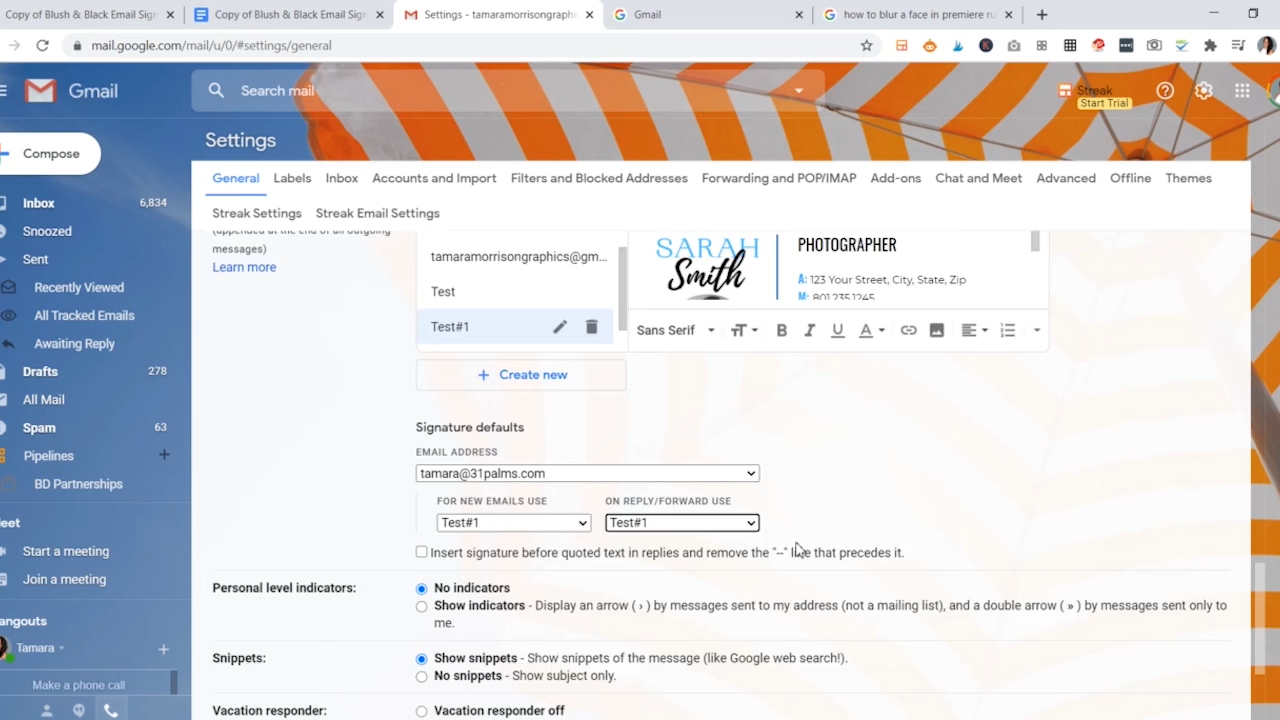 Copy of Blush & Black Email Sign
Copy of Blush & Black Email Sign
Settings - tamaramorrisongraph
Gmail
how to blur a face in premiere ru
mail.google.com/mail/u/0/#settings/general
Gmail
Search mail
Streak
Start Trial
Settings
Compose
General
Labels
Inbox
Accounts and Import
Filters and Blocked Addresses
Forwarding and POP/IMAP
Add-ons
Chat and Meet
Advanced
Offline
Themes
Streak Settings
Streak Email Settings
Inbox 6,834
Snoozed
Sent
Recently Viewed
All Tracked Emails
Awaiting Reply
Drafts 278
All Mail
Spam 63
Pipelines
BD Partnerships
leet
Start a meeting
Join a meeting
angouts
Tamara
Make a phone call
(appended at the end of all outgoing
messages)
Learn more
tamaramorrisongraphics@gm...
Test
Test#1
SARAH
Smith
PHOTOGRAPHER
A: 123 Your Street, City, State, Zip
M: 801.235.1245
Sans Serif
Create new
Signature defaults
EMAIL ADDRESS
tamara@31palms.com
FOR NEW EMAILS USE
ON REPLY/FORWARD USE
Test#1
Test#1
Insert signature before quoted text in replies and remove the "--" line that precedes it.
Personal level indicators:
No indicators
Show indicators - Display an arrow ( › ) by messages sent to my address (not a mailing list), and a double arrow ( » ) by messages sent only to
me.
Snippets:
Show snippets - Show snippets of the message (like Google web search!).
No snippets - Show subject only.
Vacation responder:
Vacation responder off